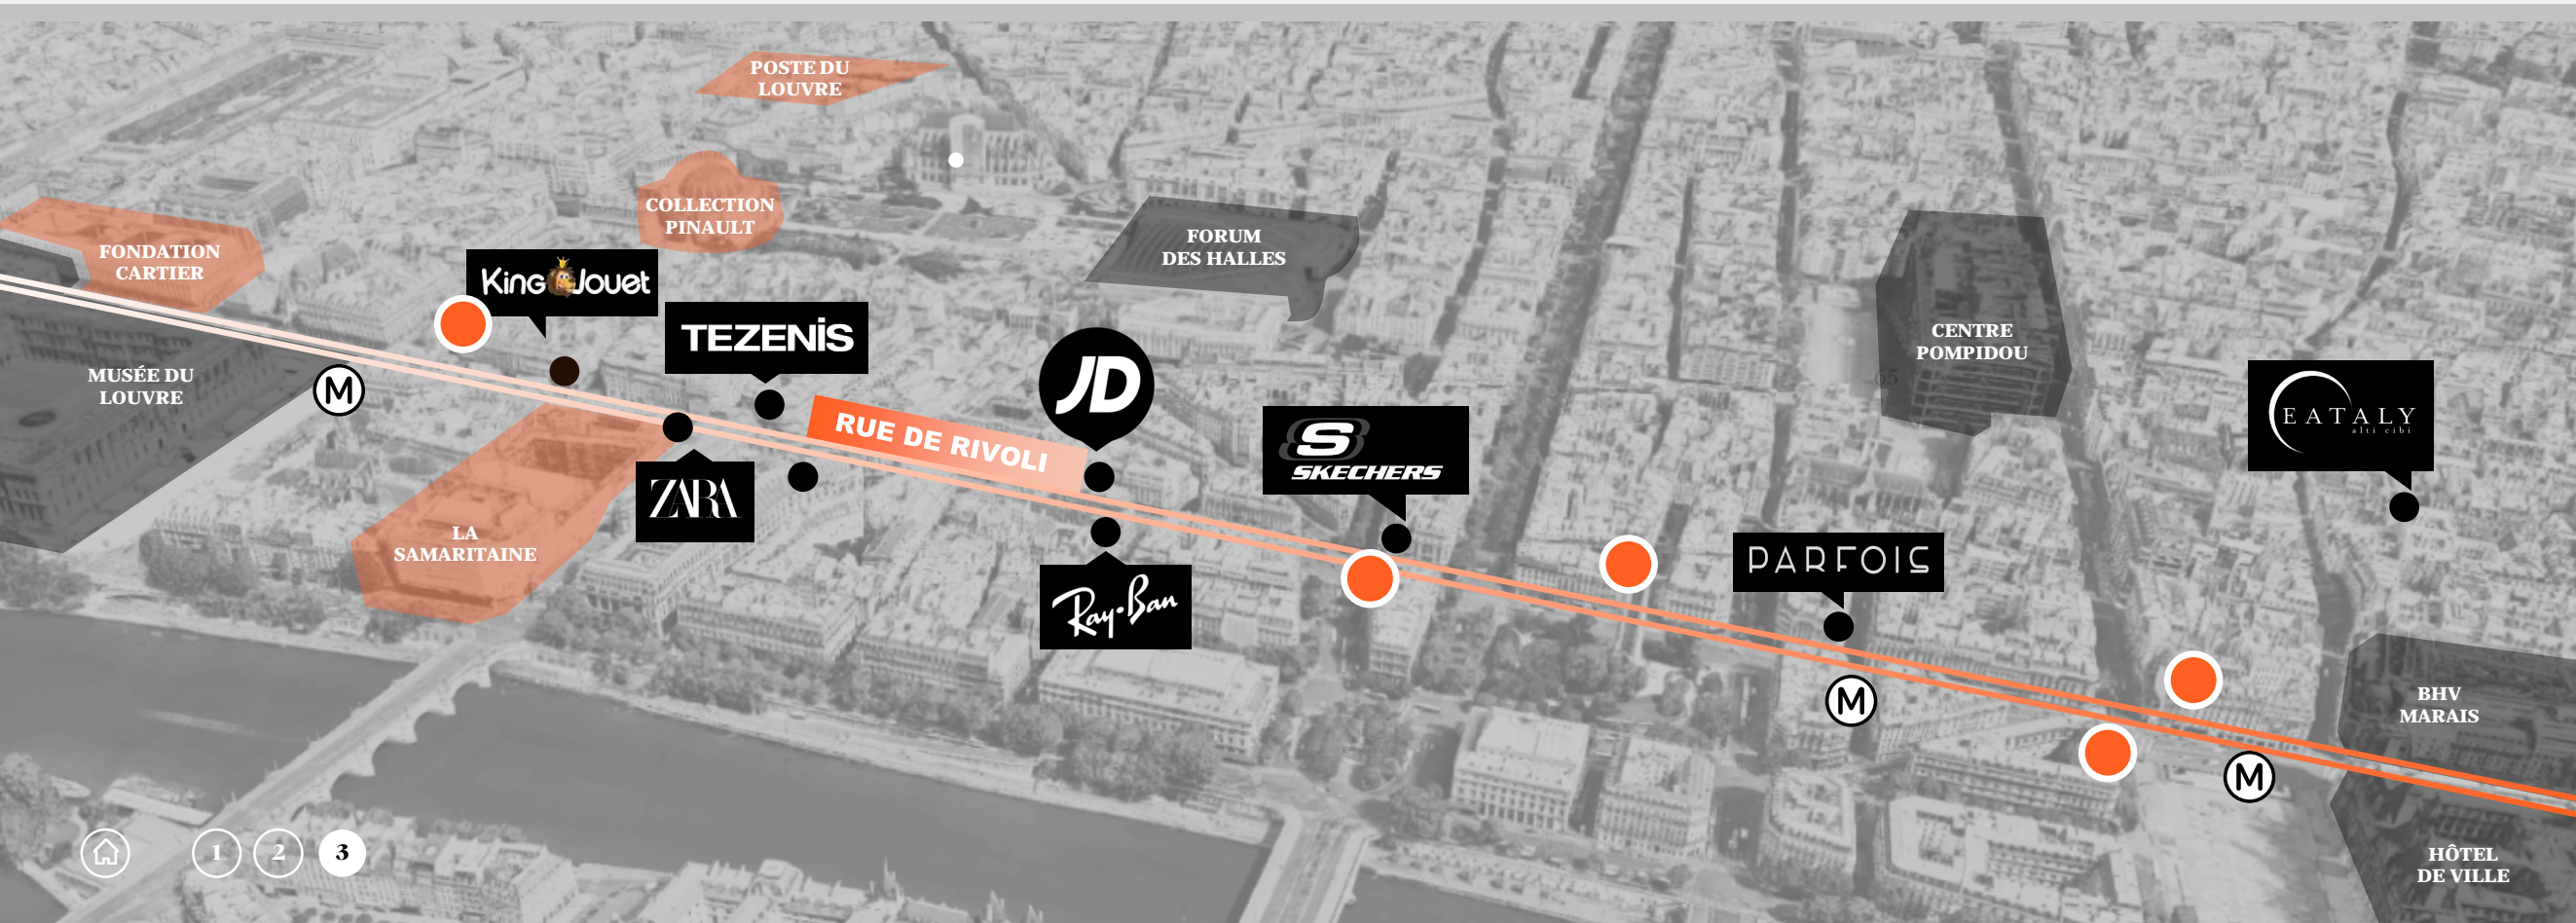 POSTE DU
LOUVRE
COLLECTION
PINAULT
FONDATION
CARTIER
FORUM
DES HALLES
King Jouet
TEZENIS
CENTRE
POMPIDOU
65
MUSÉE DU
LOUVRE
M
JD
RUE DE RIVOLI
EATALY
alti cibi
S
SKECHERS
ZARA
LA
SAMARITAINE
PARFOIS
Ray-Ban
M
BHV
MARAIS
M
1
2
3
HÔTEL
DE VILLE